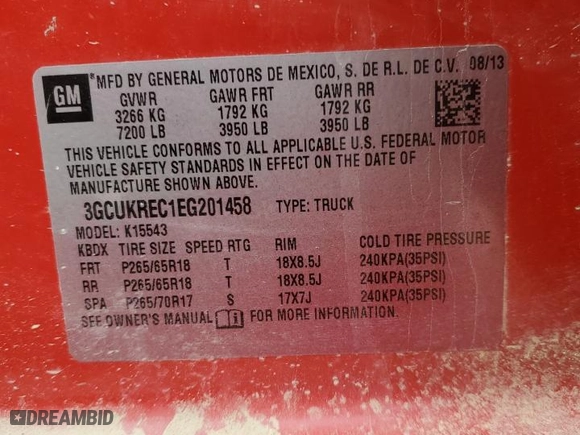 GM
*MFD BY GENERAL MOTORS DE MEXICO, S. DE R.L. DE C.V. 08/13
GVWR GAWR FRT GAWR RR
3266 KG 1792 KG 1792 KG
7200 LB 3950 LB 3950 LB
THIS VEHICLE CONFORMS TO ALL APPLICABLE U.S. FEDERAL MOTOR
VEHICLE SAFETY STANDARDS IN EFFECT ON THE DATE OF
MANUFACTURE SHOWN ABOVE.
3GCUKREC1EG201458 TYPE: TRUCK
MODEL: K15543
KBDX TIRE SIZE SPEED RTG RIM COLD TIRE PRESSURE
FRT P265/65R18 T 18X8.5J 240KPA(35PSI)
RR P265/65R18 T 18X8.5J 240KPA(35PSI)
SPA P265/70R17 S 17X7J 240KPA(35PSI)
SEE OWNER'S MANUAL FOR MORE INFORMATION.
DREAMBID